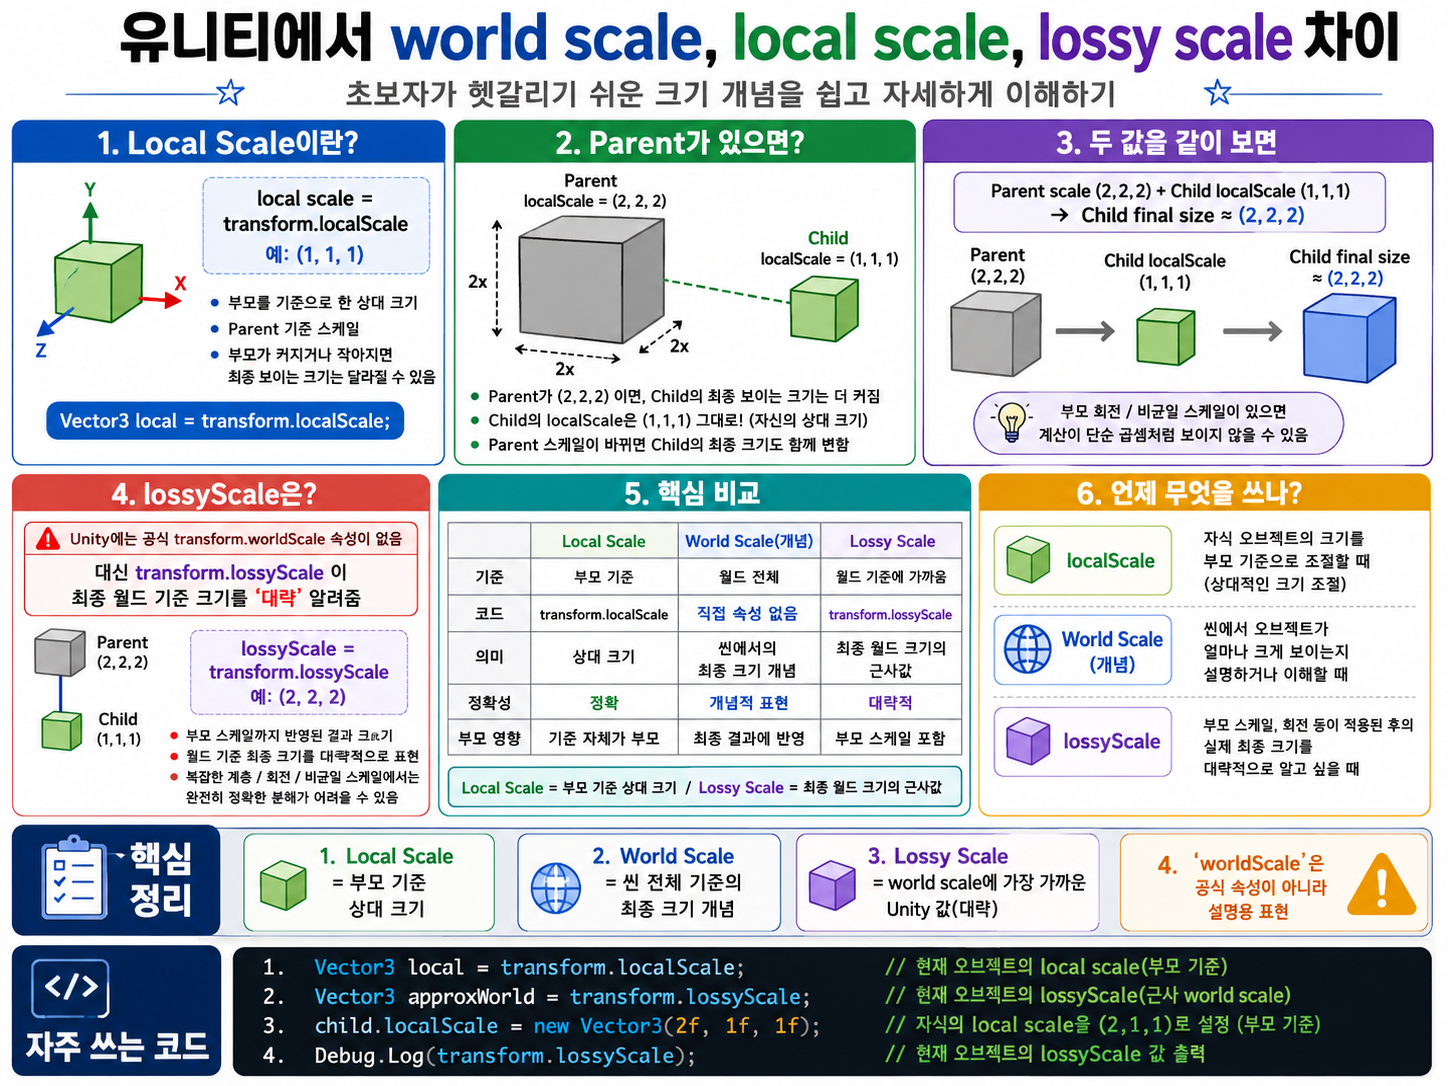 유니티에서 world scale, local scale, lossy scale 차이
초보자가 헷갈리기 쉬운 크기 개념을 쉽고 자세하게 이해하기
1. Local Scale이란?
Y
X
Z
local scale =
transform.localScale
예: (1, 1, 1)
• 부모를 기준으로 한 상대 크기
• Parent 기준 스케일
• 부모가 커지거나 작아지면
최종 보이는 크기는 달라질 수 있음
Vector3 local = transform.localScale;
2. Parent가 있으면?
Parent
localScale = (2, 2, 2)
2x
2x
2x
Child
localScale = (1, 1, 1)
• Parent가 (2,2,2) 이면, Child의 최종 보이는 크기는 더 커짐
• Child의 localScale은 (1,1,1) 그대로! (자신의 상대 크기)
• Parent 스케일이 바뀌면 Child의 최종 크기도 함께 변함
3. 두 값을 같이 보면
Parent scale (2,2,2) + Child localScale (1,1,1)
→ Child final size ≈ (2,2,2)
Parent
(2,2,2)
Child localScale
(1,1,1)
Child final size
≈ (2,2,2)
부모 회전 / 비균일 스케일이 있으면
계산이 단순 곱셈처럼 보이지 않을 수 있음
4. lossyScale은?
Unity에는 공식 transform.worldScale 속성이 없음
대신 transform.lossyScale 이
최종 월드 기준 크기를 ‘대략’ 알려줌
Parent
(2,2,2)
Child
(1,1,1)
lossyScale =
transform.lossyScale
예: (2, 2, 2)
• 부모 스케일까지 반영된 결과 크기
• 월드 기준 최종 크기를 대략적으로 표현
• 복잡한 계층 / 회전 / 비균일 스케일에서는
완전히 정확한 분해가 어려울 수 있음
5. 핵심 비교
Local Scale World Scale(개념) Lossy Scale
기준 부모 기준 월드 전체 월드 기준에 가까움
코드 transform.localScale 직접 속성 없음 transform.lossyScale
의미 상대 크기 씬에서의 최종 크기 개념 최종 월드 크기의 근사값
정확성 정확 개념적 표현 대략적
부모 영향 기준 자체가 부모 최종 결과에 반영 부모 스케일 포함
Local Scale = 부모 기준 상대 크기 / Lossy Scale = 최종 월드 크기의 근사값
6. 언제 무엇을 쓰나?
localScale
자식 오브젝트의 크기를
부모 기준으로 조절할 때
(상대적인 크기 조절)
World Scale
(개념)
씬에서 오브젝트가
얼마나 크게 보이는지
설명하거나 이해할 때
lossyScale
부모 스케일, 회전 등이 적용된 후의
실제 최종 크기를
대략적으로 알고 싶을 때
핵심
정리
1. Local Scale
= 부모 기준
상대 크기
2. World Scale
= 씬 전체 기준의
최종 크기 개념
3. Lossy Scale
= world scale에 가장 가까운
Unity 값(대략)
4. ‘worldScale’은
공식 속성이 아니라
설명용 표현
</>
자주 쓰는 코드
1. Vector3 local = transform.localScale; // 현재 오브젝트의 local scale(부모 기준)
2. Vector3 approxWorld = transform.lossyScale; // 현재 오브젝트의 lossyScale(근사 world scale)
3. child.localScale = new Vector3(2f, 1f, 1f); // 자식의 local scale을 (2,1,1)로 설정 (부모 기준)
4. Debug.Log(transform.lossyScale); // 현재 오브젝트의 lossyScale 값 출력